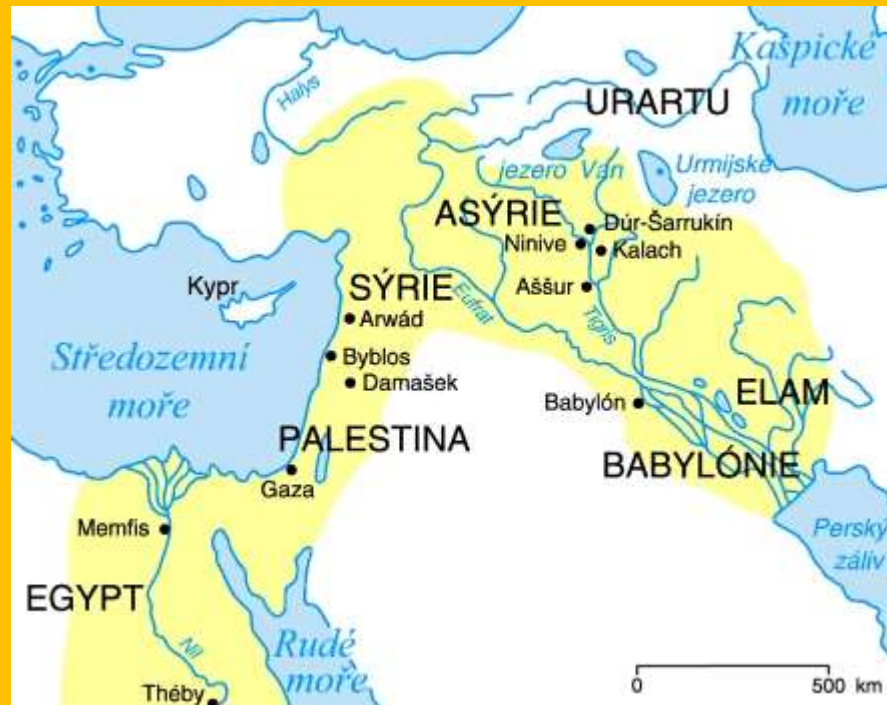 Kašpické
moře
Halys
URARTU
jezero Van
Urmijské
jezero
ASÝRIE
Dúr-Šarrukín
Ninive
Kalach
Kypr
SÝRIE
Aššur
Eufrat
Tigris
Arwád
Středozemní
moře
Byblos
Damašek
Babylón
ELAM
PALESTINA
BABYLÓNIE
Gaza
Memfis
Perský
záliv
EGYPT
Nil
Rudé
moře
Théby
0 500 km